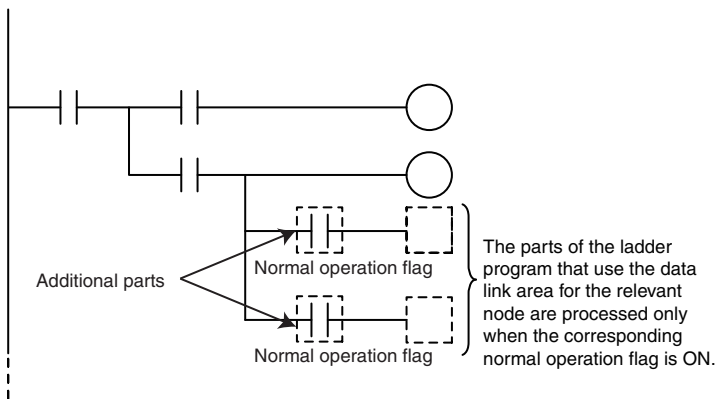 Normal operation flag
Additional parts
Normal operation flag
The parts of the ladder
program that use the data
link area for the relevant
node are processed only
when the corresponding
normal operation flag is ON.